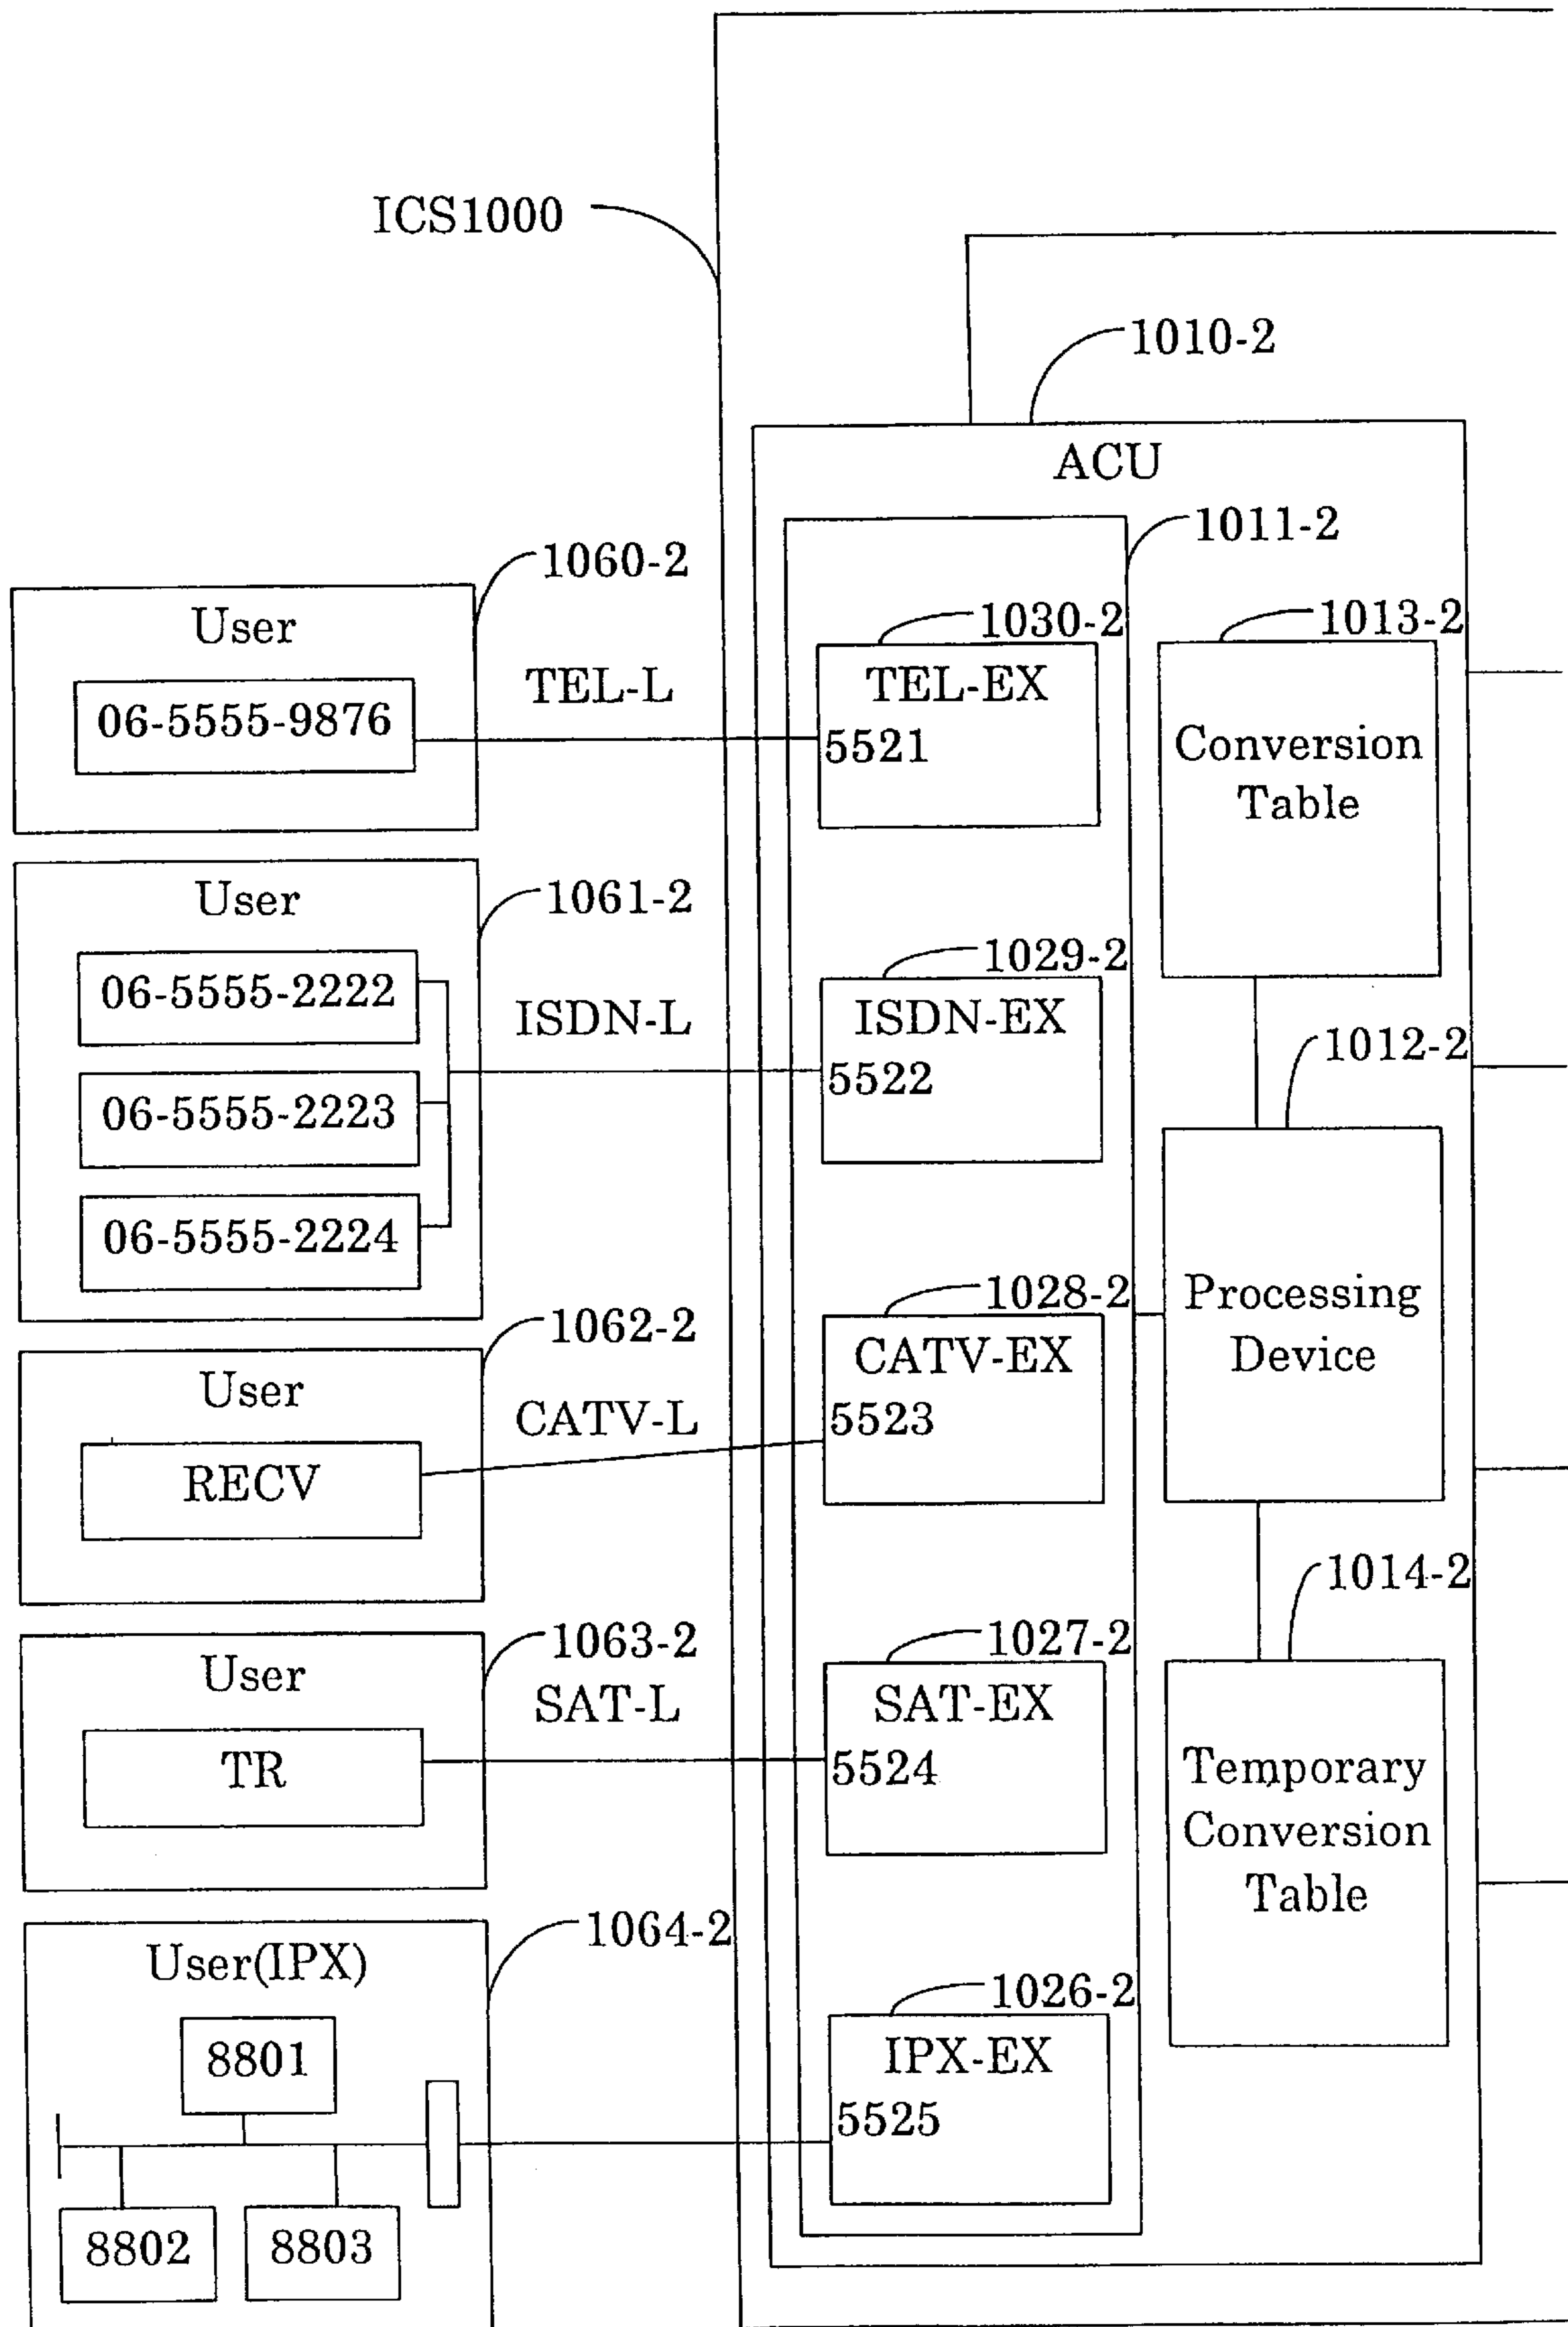 ICS1000
1010-2
ACU
1011-2
1060-2
User
06-5555-9876
TEL-L
1030-2
TEL-EX
5521
1013-2
Conversion
Table
1061-2
User
06-5555-2222
06-5555-2223
06-5555-2224
ISDN-L
1029-2
ISDN-EX
5522
1012-2
Processing
Device
1062-2
User
RECV
CATV-L
1028-2
CATV-EX
5523
1063-2
User
TR
SAT-L
1027-2
SAT-EX
5524
1014-2
Temporary
Conversion
Table
1064-2
User(IPX)
8801
8802
8803
1026-2
IPX-EX
5525